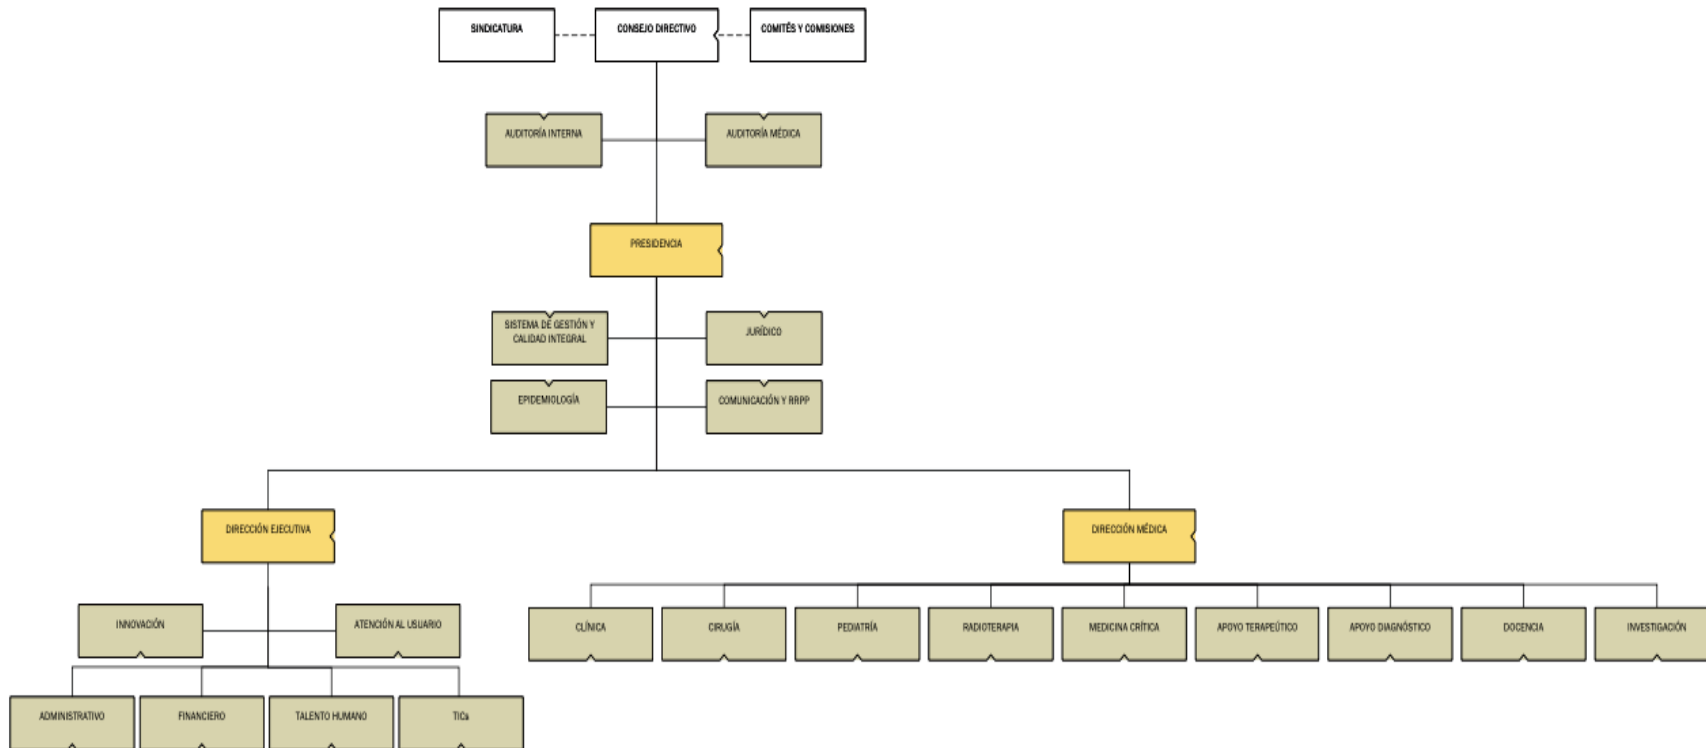 SINDICATURA
CONSEJO DIRECTIVO
COMITÉS Y COMISIONES
AUDITORÍA INTERNA
AUDITORÍA MÉDICA
PRESIDENCIA
SISTEMA DE GESTIÓN Y
CALIDAD INTEGRAL
JURÍDICO
EPIDEMIOLOGÍA
COMUNICACIÓN Y RRPP
DIRECCIÓN EJECUTIVA
DIRECCIÓN MÉDICA
INNOVACIÓN
ATENCIÓN AL USUARIO
CLÍNICA
CIRUGÍA
PEDIATRÍA
RADIOTERAPIA
MEDICINA CRÍTICA
APOYO TERAPEÚTICO
APOYO DIAGNÓSTICO
DOCENCIA
INVESTIGACIÓN
ADMINISTRATIVO
FINANCIERO
TALENTO HUMANO
TICs